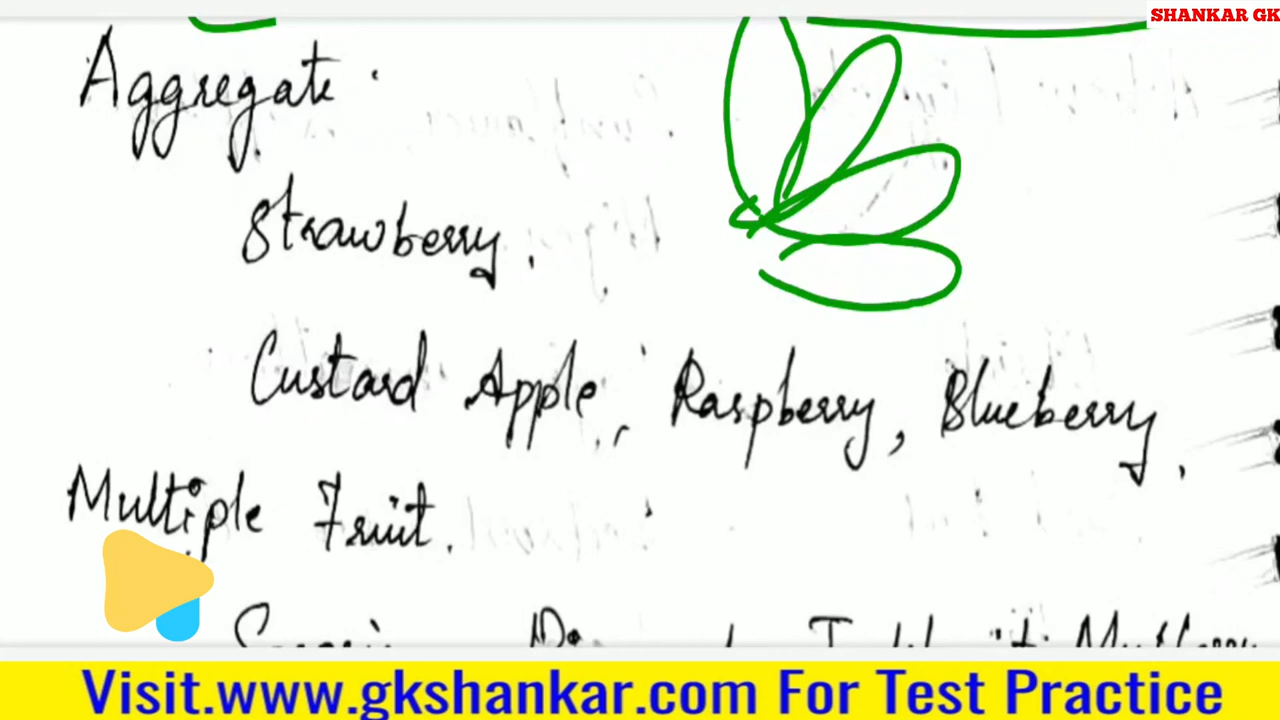 SHANKAR GK
Aggregate
Strawberry.
Custard Apple, Raspberry, Blueberry.
Multiple Fruit.
Visit.www.gkshankar.com For Test Practice